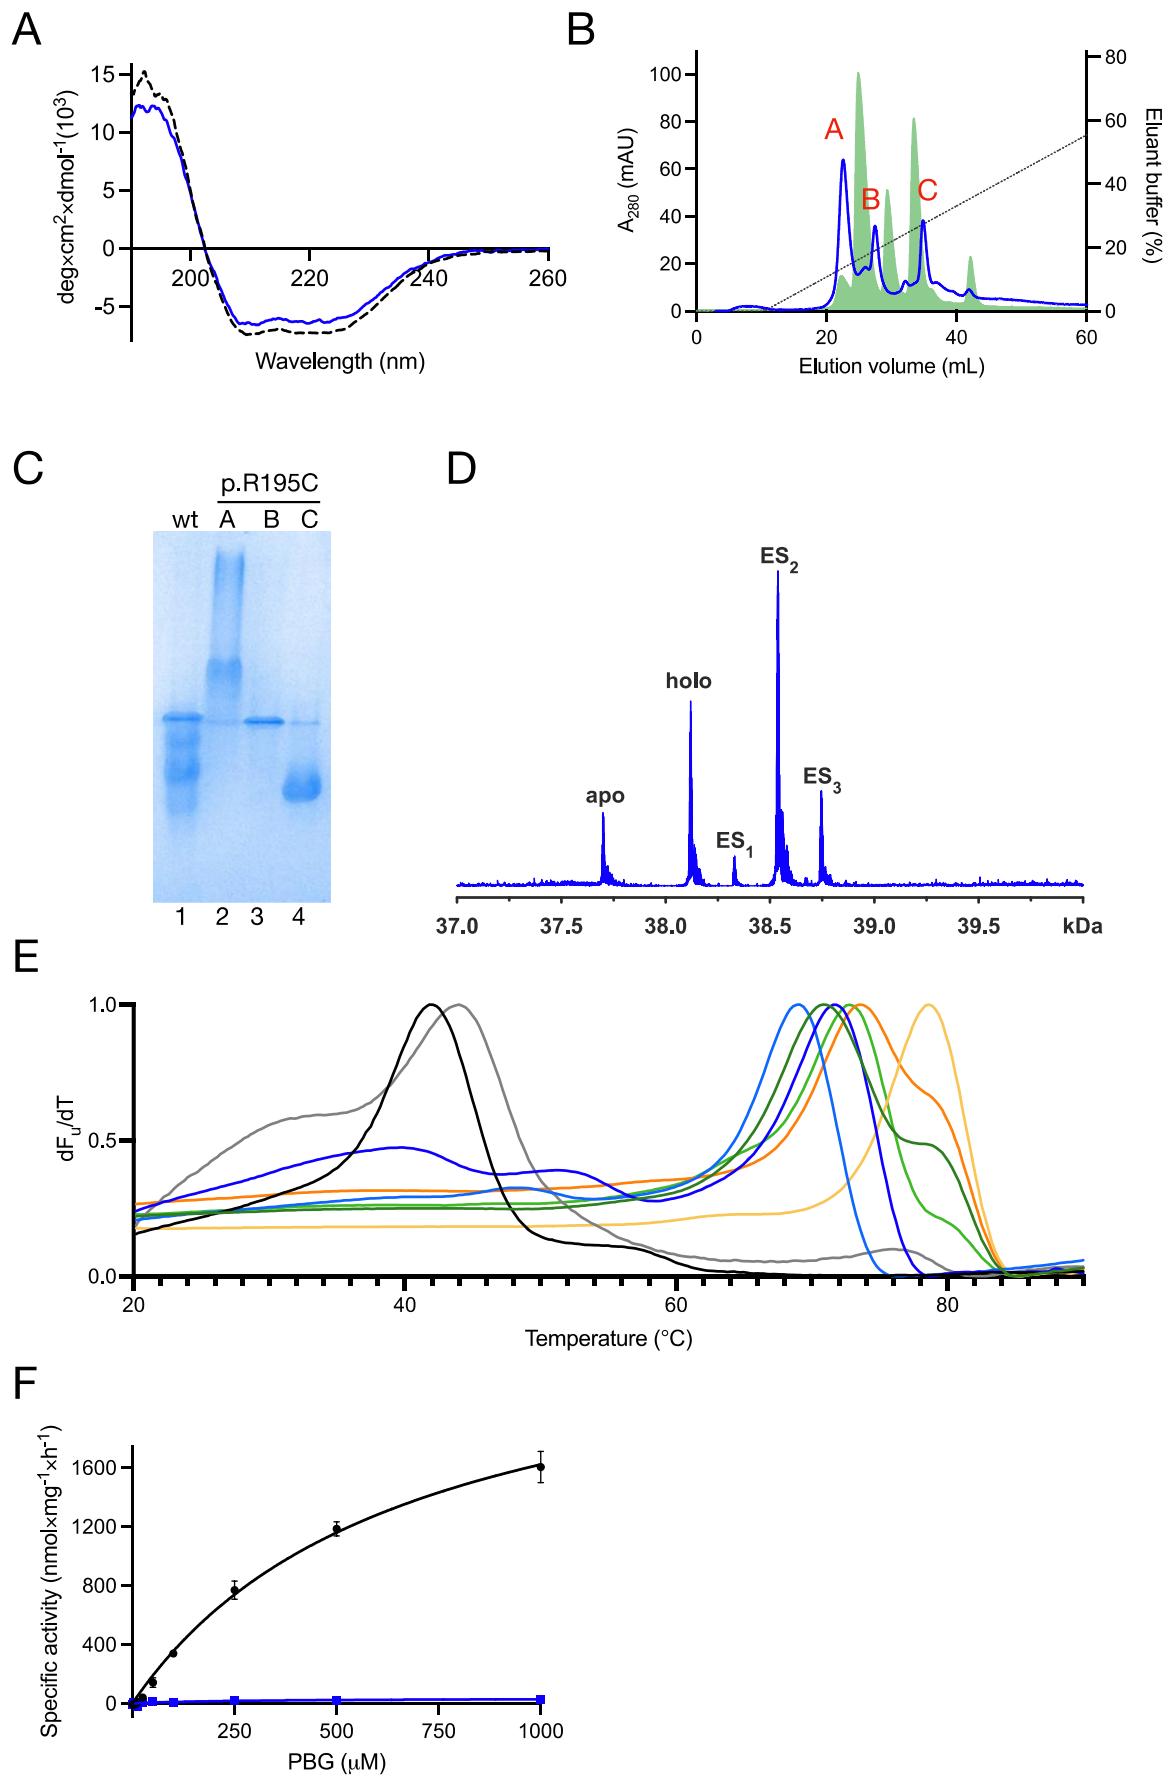 A
deg×cm²×dmol⁻¹(10³)
15
10
5
0
-5
200
220
240
260
Wavelength (nm)
B
A₂₈₀ (mAU)
100
80
60
40
20
0
A
B
C
80
60
40
20
0
Eluant buffer (%)
0
20
40
60
Elution volume (mL)
C
p.R195C
wt A B C
1 2 3 4
D
apo
holo
ES₁
ES₂
ES₃
37.0 37.5 38.0 38.5 39.0 39.5 kDa
E
dFᵤ/dT
1.0
0.5
0.0
20 40 60 80
Temperature (°C)
F
Specific activity (nmol×mg⁻¹×h⁻¹)
1600
1200
800
400
0
250 500 750 1000
PBG (μM)